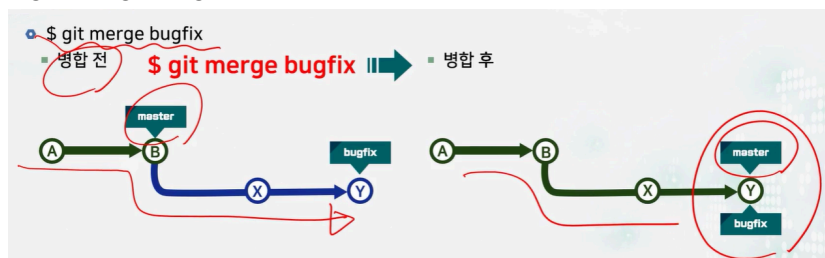 $ git merge bugfix
병합 전
$ git merge bugfix
병합 후
master
A
B
bugfix
X
Y
A
B
master
X
Y
bugfix